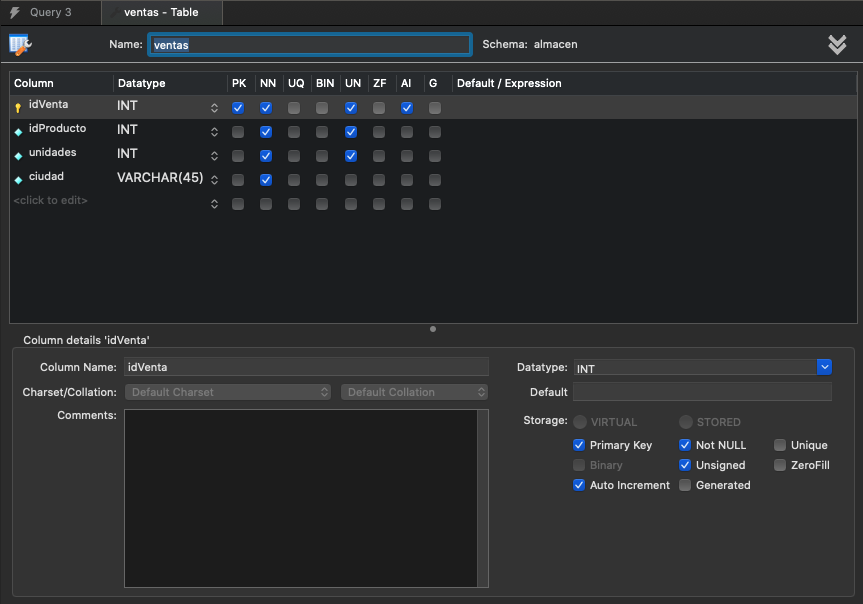 Query 3
ventas - Table
Name: ventas
Schema: almacen
Column Datatype PK NN UQ BIN UN ZF AI G Default / Expression
idVenta INT
idProducto INT
unidades INT
ciudad VARCHAR(45)
<click to edit>
Column details 'idVenta'
Column Name: idVenta
Datatype: INT
Charset/Collation: Default Charset Default Collation
Default
Comments:
Storage: VIRTUAL STORED
Primary Key Not NULL Unique
Binary Unsigned ZeroFill
Auto Increment Generated